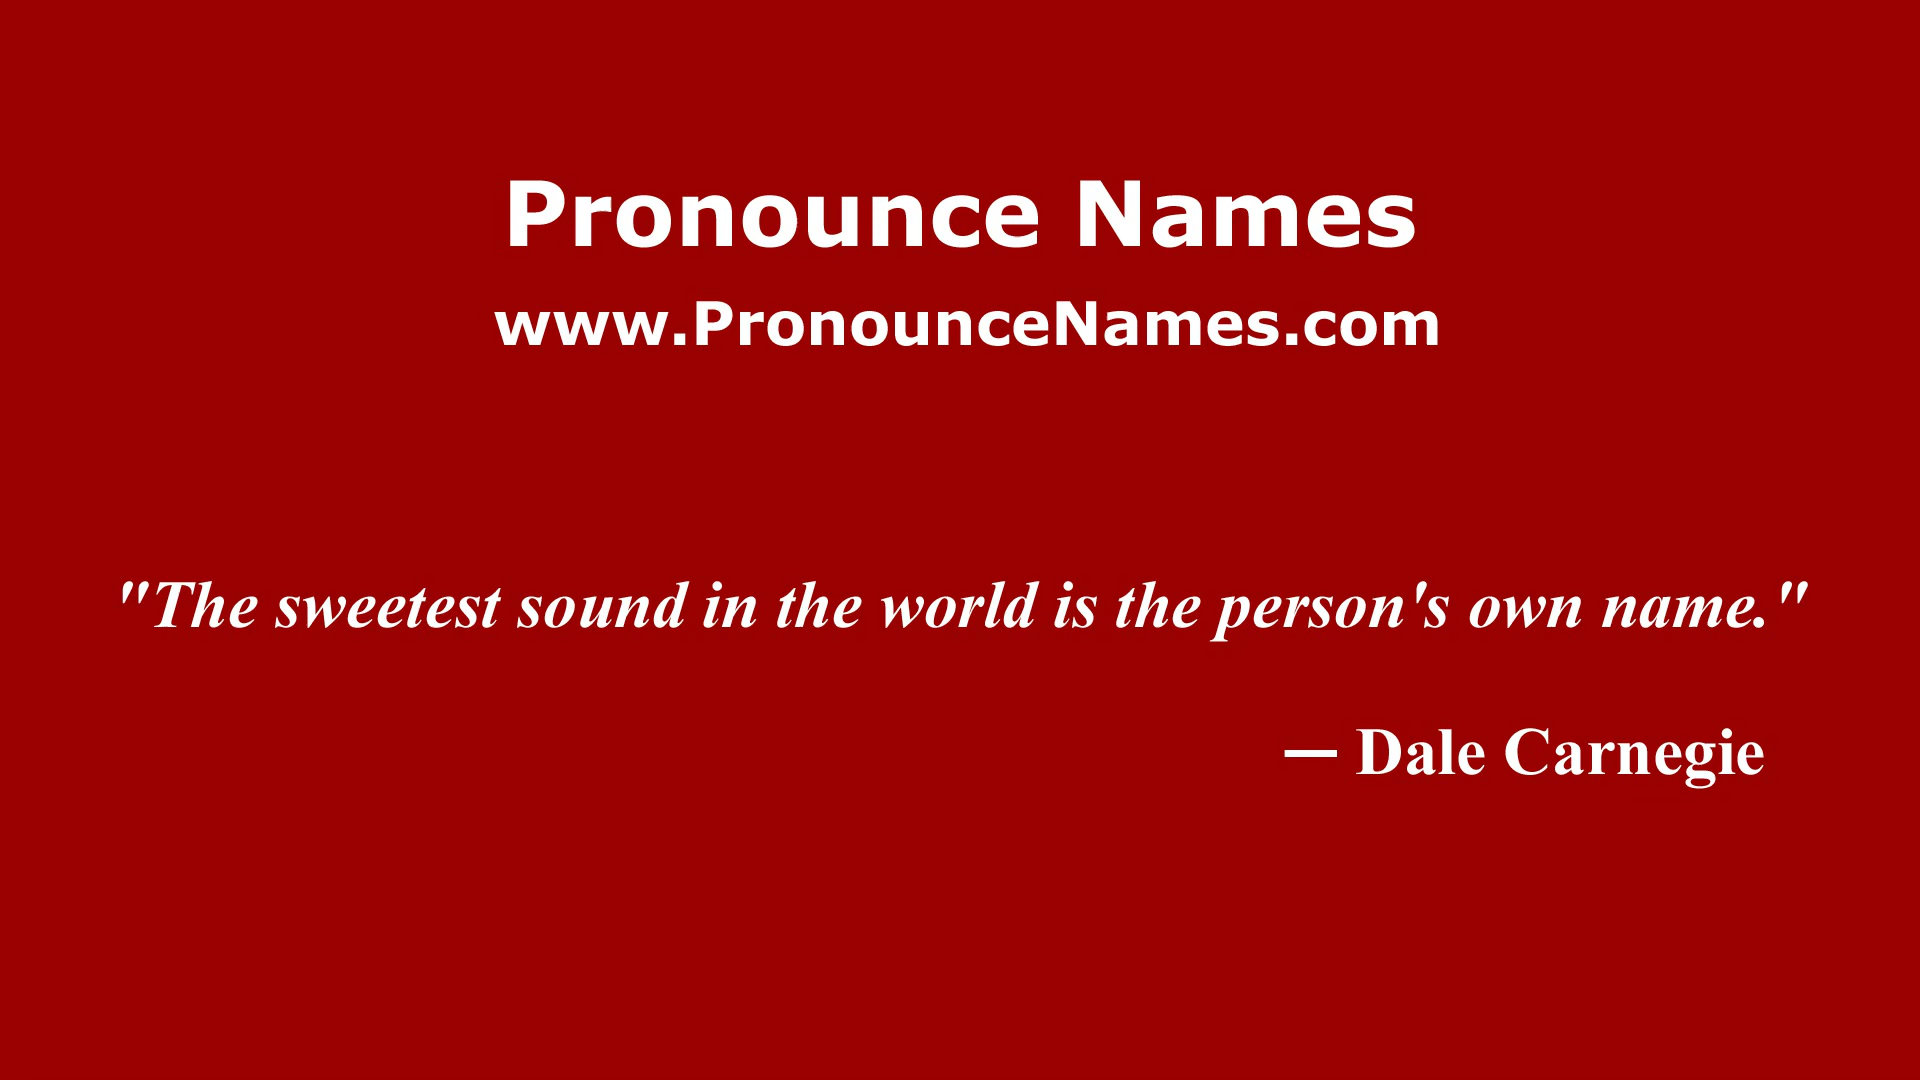 Pronounce Names
www.PronounceNames.com
"The sweetest sound in the world is the person's own name."
— Dale Carnegie